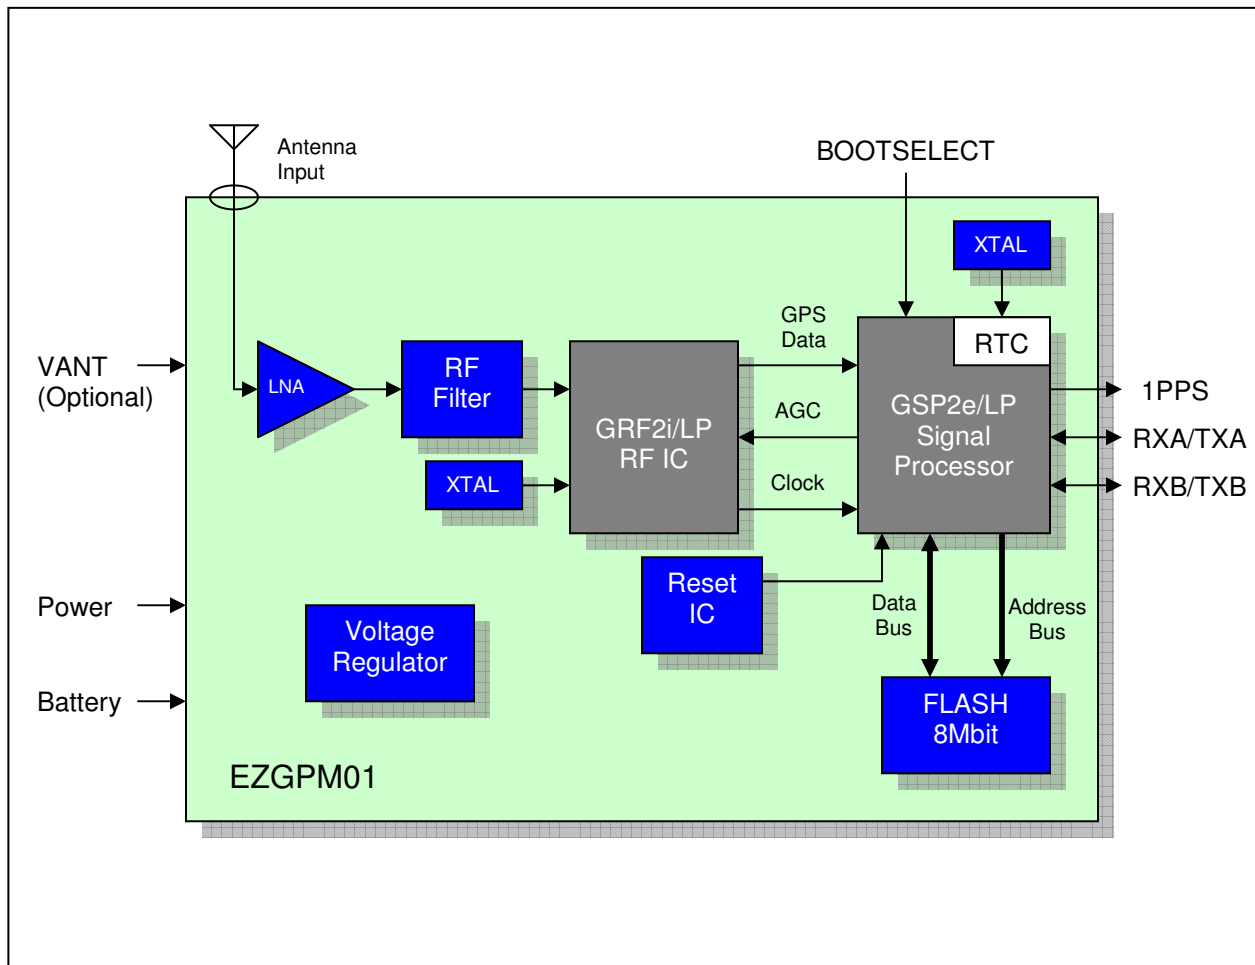 Antenna
Input
BOOTSELECT
XTAL
GPS
Data
RTC
VANT
(Optional)
LNA
RF
Filter
GRF2i/LP
RF IC
AGC
GSP2e/LP
Signal
Processor
1PPS
RXA/TXA
RXB/TXB
XTAL
Clock
Reset
IC
Data
Bus
Address
Bus
Power
Voltage
Regulator
Battery
FLASH
8Mbit
EZGPM01